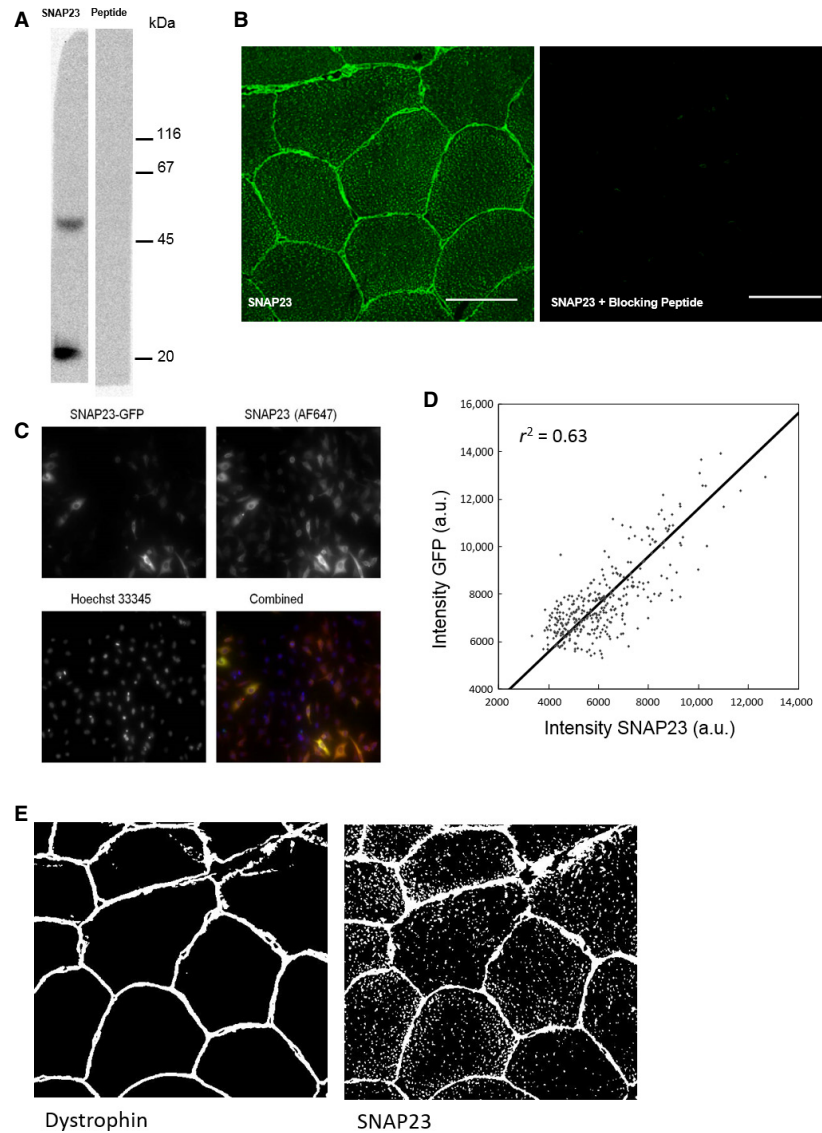 A
SNAP23 Peptide
kDa
116
67
45
20
B
SNAP23
SNAP23 + Blocking Peptide
C
SNAP23-GFP
SNAP23 (AF647)
Hoechst 33345
Combined
D
r² = 0.63
Intensity GFP (a.u.)
16,000
14,000
12,000
10,000
8000
6000
4000
2000 4000 6000 8000 10,000 12,000 14,000
Intensity SNAP23 (a.u.)
E
Dystrophin
SNAP23